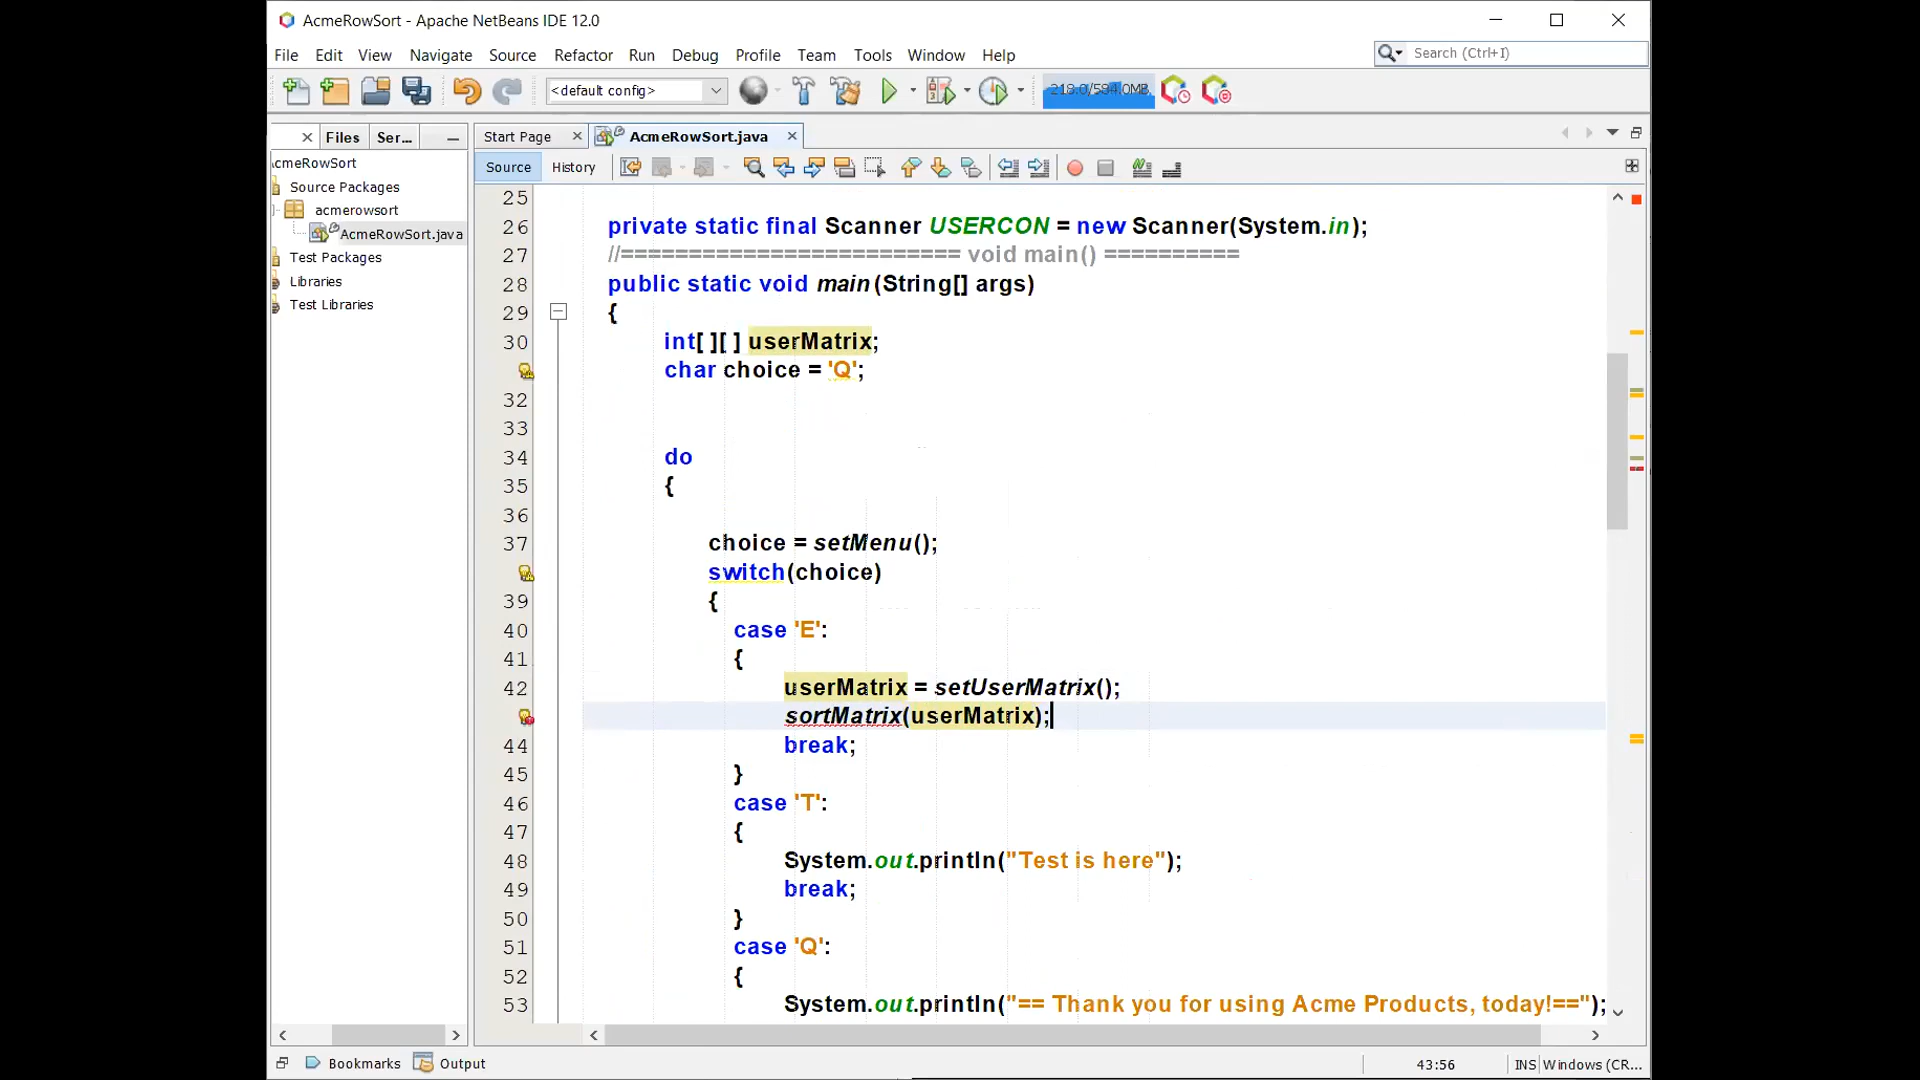 AcmeRowSort - Apache NetBeans IDE 12.0
File Edit View Navigate Source Refactor Run Debug Profile Team Tools Window Help
Search (Ctrl+I)
<default config>
218.0/584.0MB
Files Ser...
Start Page AcmeRowSort.java
Source History
cmeRowSort
Source Packages
acmerowsort
AcmeRowSort.java
Test Packages
Libraries
Test Libraries
25
26 private static final Scanner USERCON = new Scanner(System.in);
27 //========================= void main() ==========
28 public static void main(String[] args)
29 {
30 int[ ][ ] userMatrix;
char choice = 'Q';
32
33
34 do
35 {
36
37 choice = setMenu();
switch(choice)
39 {
40 case 'E':
41 {
42 userMatrix = setUserMatrix();
sortMatrix(userMatrix);
44 break;
45 }
46 case 'T':
47 {
48 System.out.println("Test is here");
49 break;
50 }
51 case 'Q':
52 {
53 System.out.println("== Thank you for using Acme Products, today!==");
Bookmarks Output
43:56 INS Windows (CR...